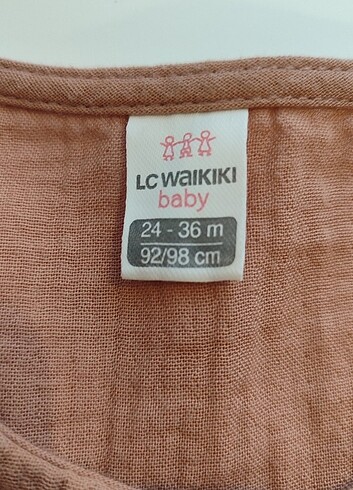 LC WAIKIKI
baby
24 - 36 m
92/98 cm